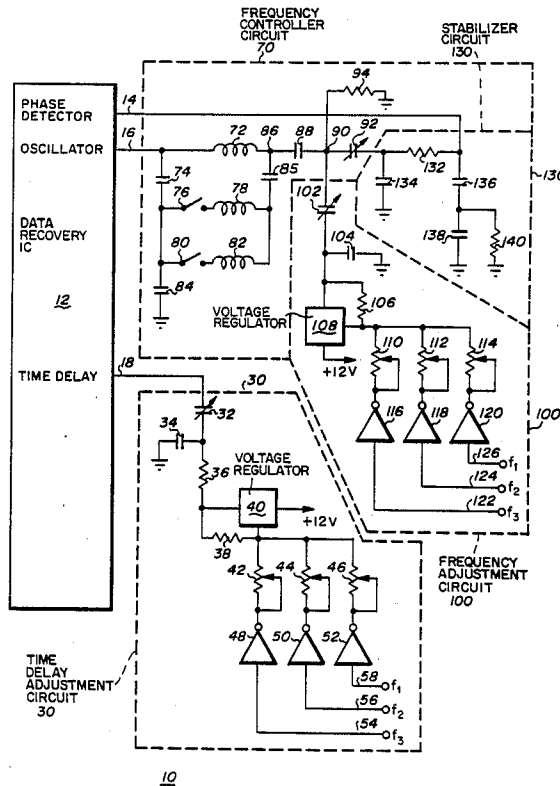 FREQUENCY
CONTROLLER
CIRCUIT
70
STABILIZER
CIRCUIT
130
94
PHASE
DETECTOR
14
OSCILLATOR
16
72
86
88
90
92
132
130
74
85
134
136
76
78
102
138
140
80
82
104
DATA
RECOVERY
IC
12
84
106
VOLTAGE
REGULATOR
108
110
112
114
+12V
TIME DELAY
18
30
116
118
120
100
32
126
f1
34
124
f2
122
f3
36
VOLTAGE
REGULATOR
40
+12V
38
42
44
46
FREQUENCY
ADJUSTMENT
CIRCUIT
100
48
50
52
TIME
DELAY
ADJUSTMENT
CIRCUIT
30
58
f1
56
f2
54
f3
10